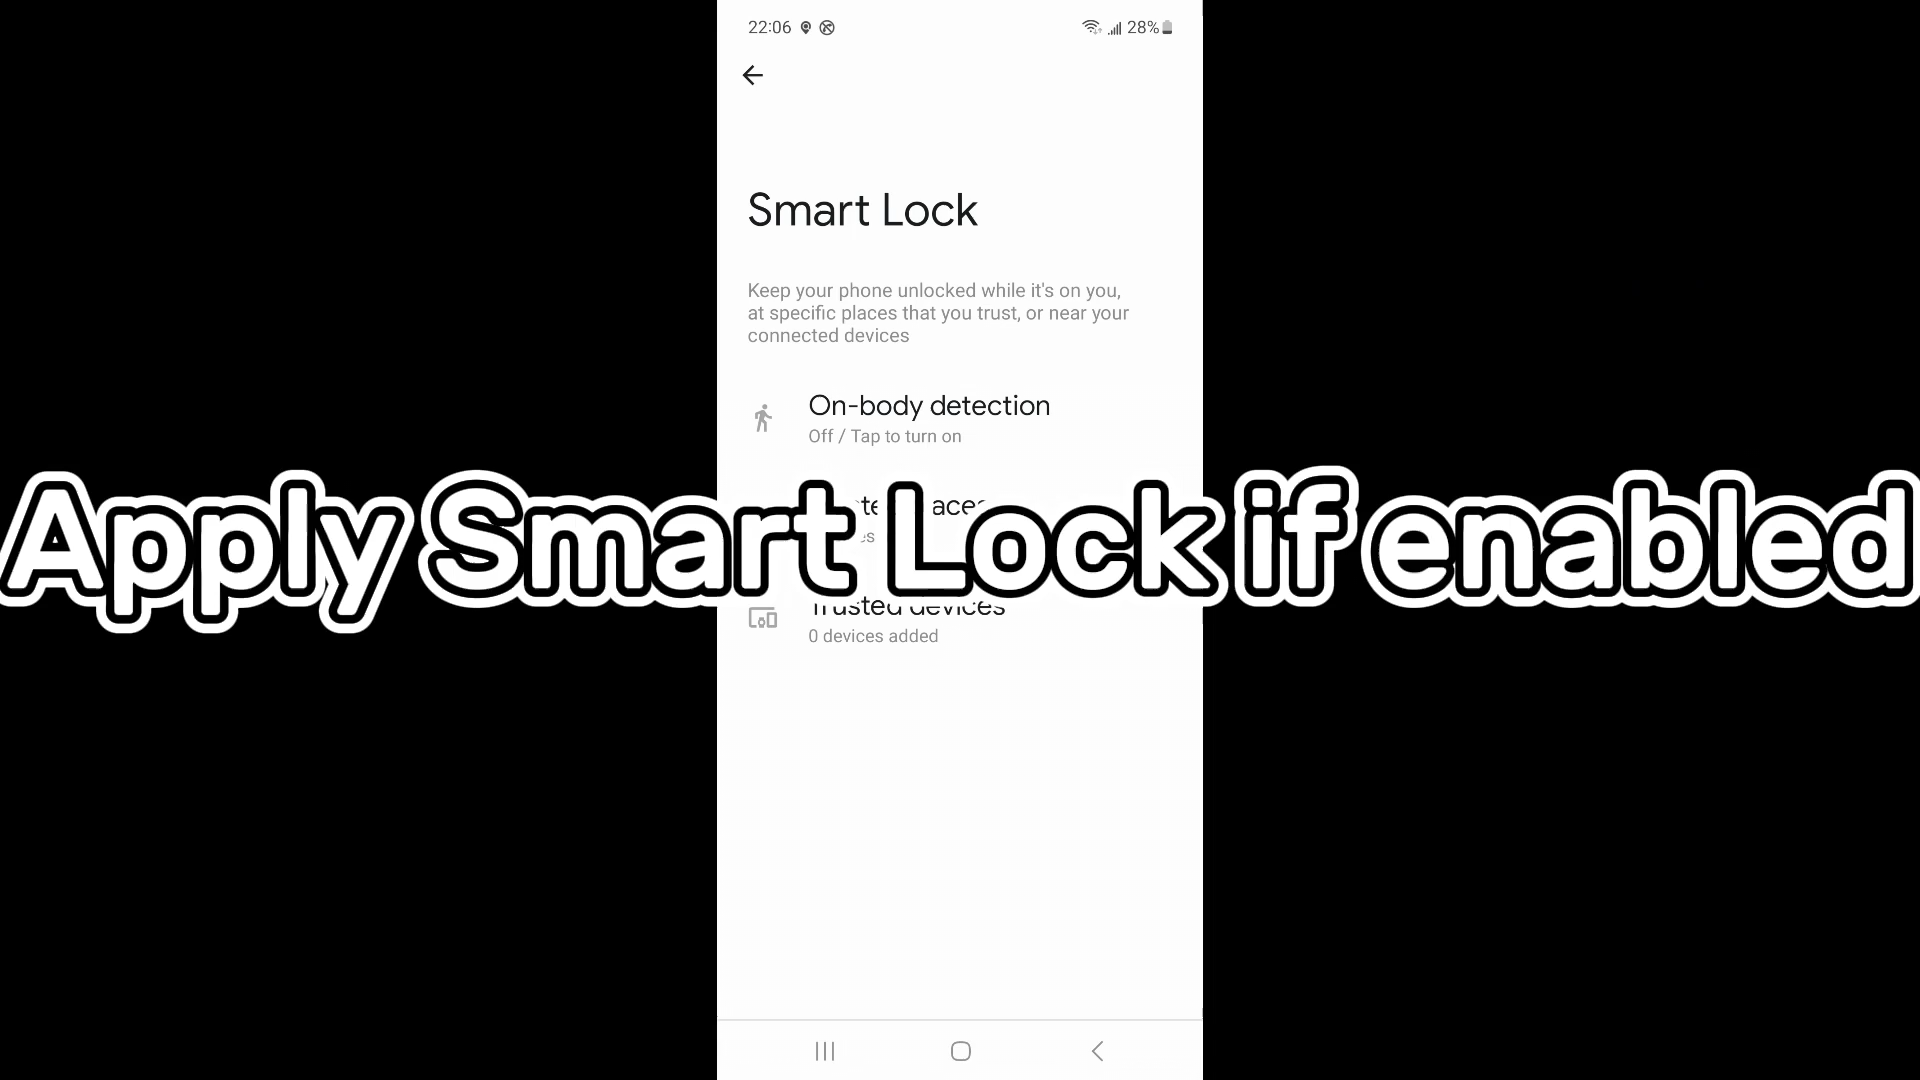 22:06
28%
Smart Lock
Keep your phone unlocked while it's on you,
at specific places that you trust, or near your
connected devices
On-body detection
Off / Tap to turn on
Apply Smart Lock if enabled
Trusted devices
0 devices added